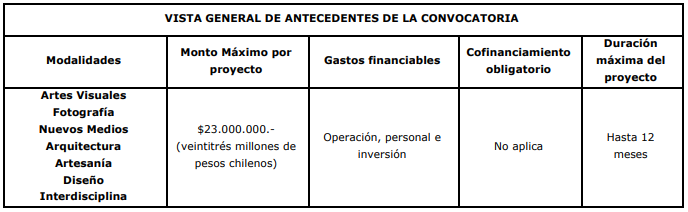 VISTA GENERAL DE ANTECEDENTES DE LA CONVOCATORIA
Modalidades
Monto Máximo por
proyecto
Gastos financiables
Cofinanciamiento
obligatorio
Duración
máxima del
proyecto
Artes Visuales
Fotografía
Nuevos Medios
Arquitectura
Artesanía
Diseño
Interdisciplina
$23.000.000.-
(veintitrés millones de
pesos chilenos)
Operación, personal e
inversión
No aplica
Hasta 12
meses